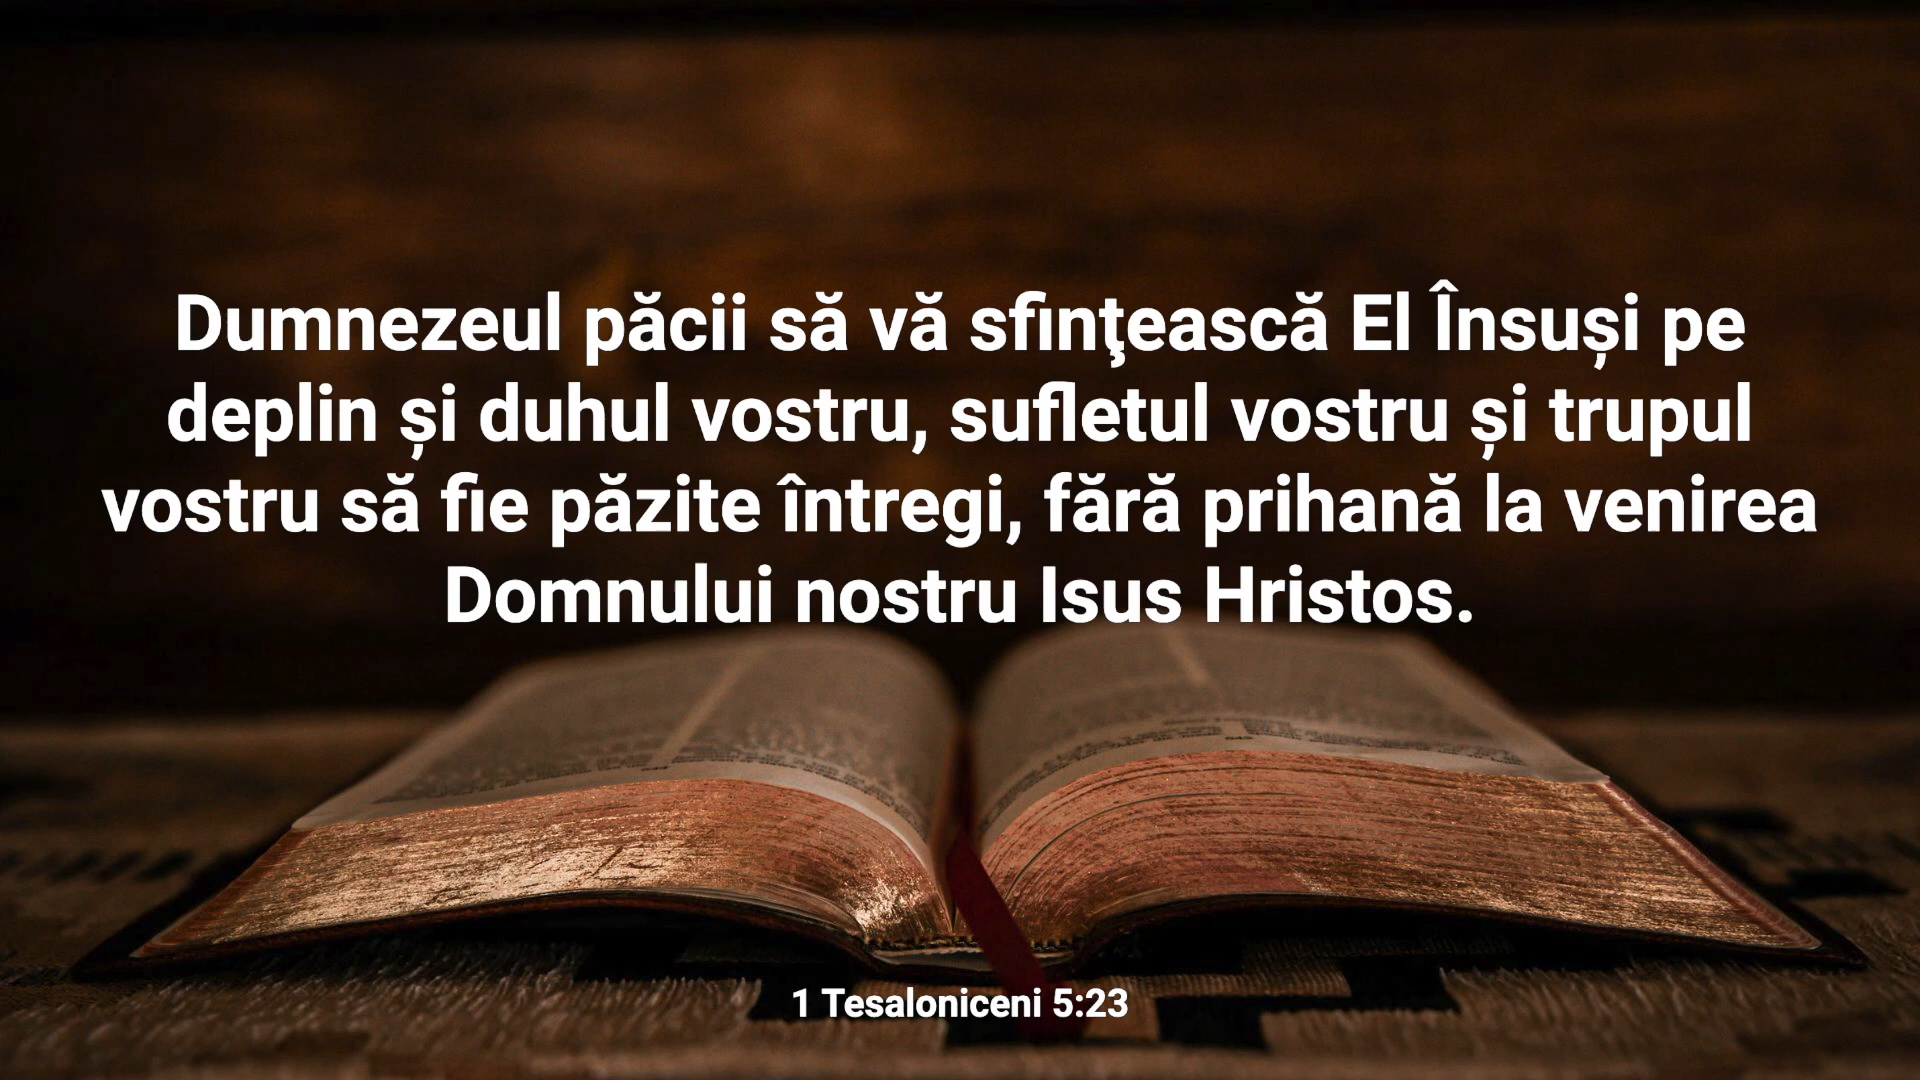 Dumnezeul păcii să vă sfinţească El Însuși pe
deplin și duhul vostru, sufletul vostru și trupul
vostru să fie păzite întregi, fără prihană la venirea
Domnului nostru Isus Hristos.
1 Tesaloniceni 5:23